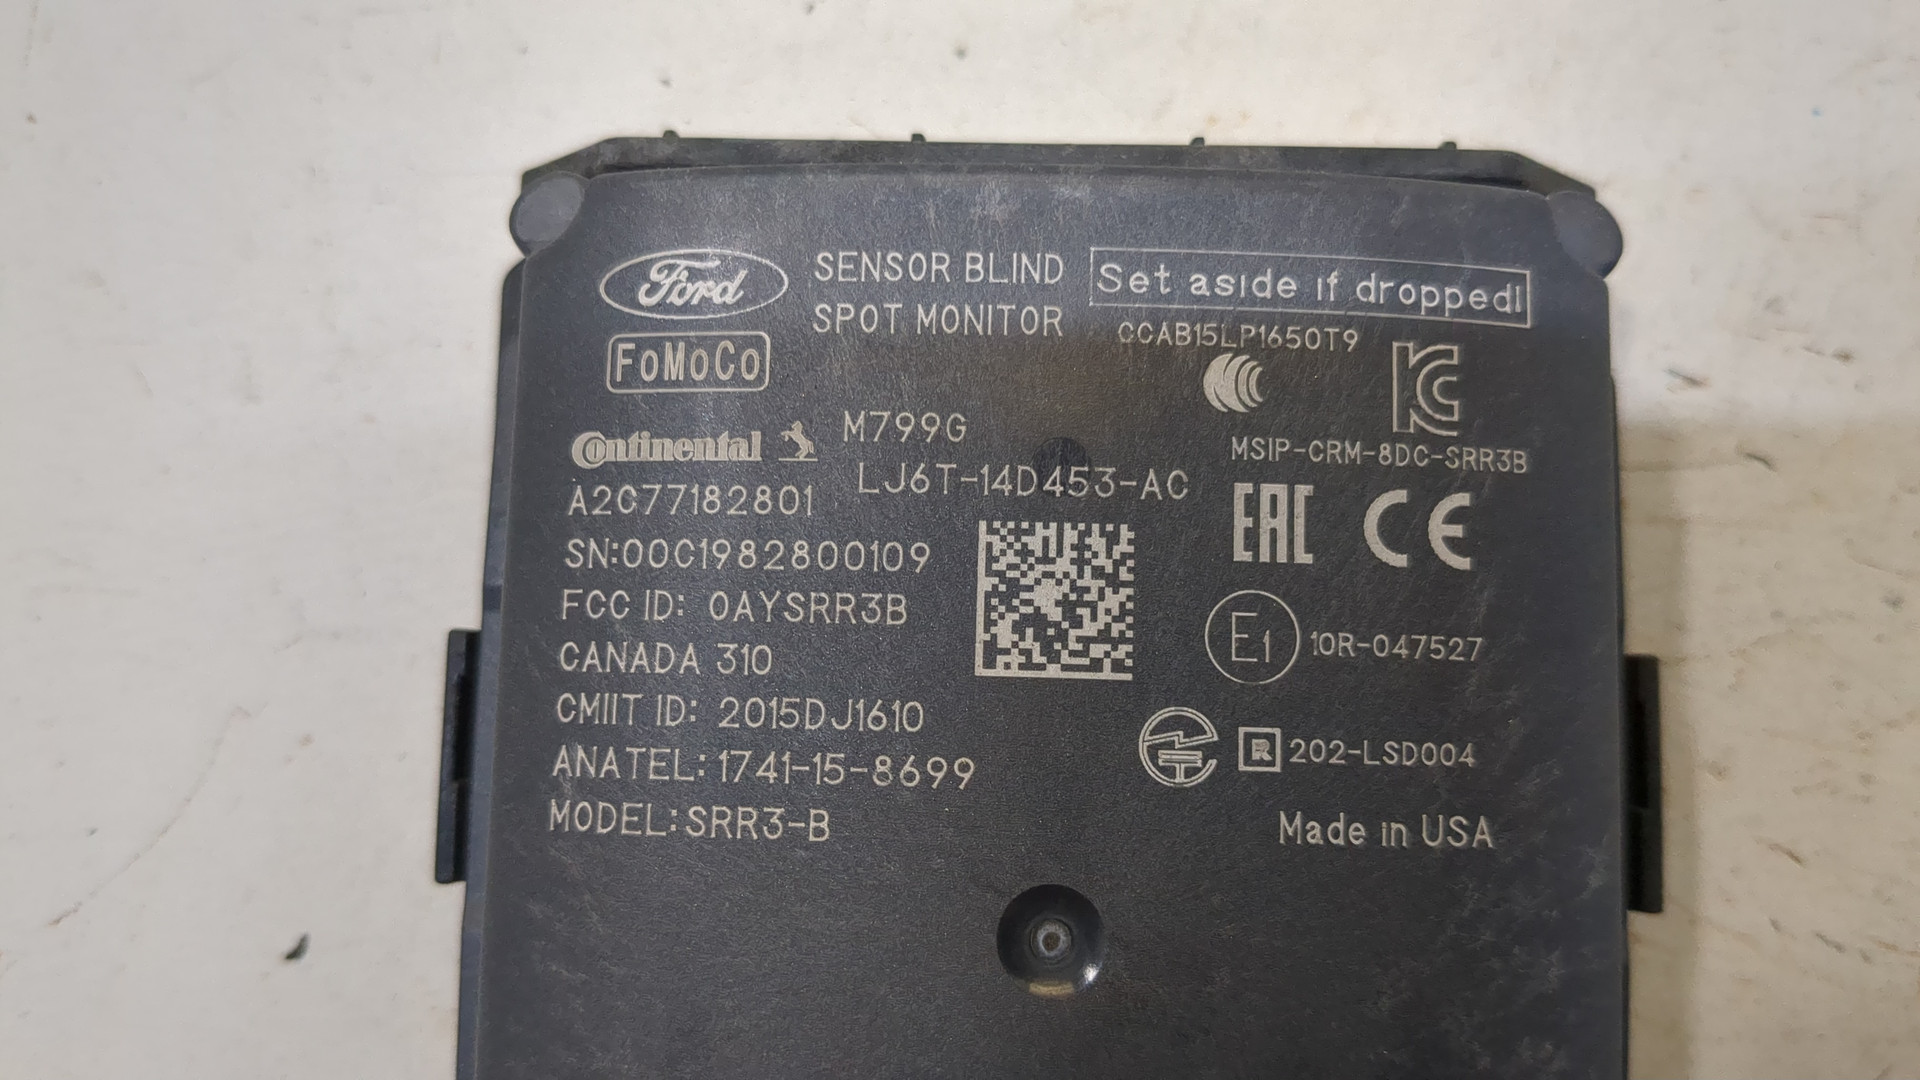 Ford
SENSOR BLIND
SPOT MONITOR
Set aside if dropped!
FoMoCo
CCAB15LP1650T9
Continental
M799G
LJ6T-14D453-AC
MSIP-CRM-8DC-SRR3B
A2C77182801
EAC CE
SN:00C1982800109
FCC ID: OAYSRR3B
E1 10R-047527
CANADA 310
CMIIT ID: 2015DJ1610
R 202-LSD004
ANATEL: 1741-15-8699
MODEL: SRR3-B
Made in USA